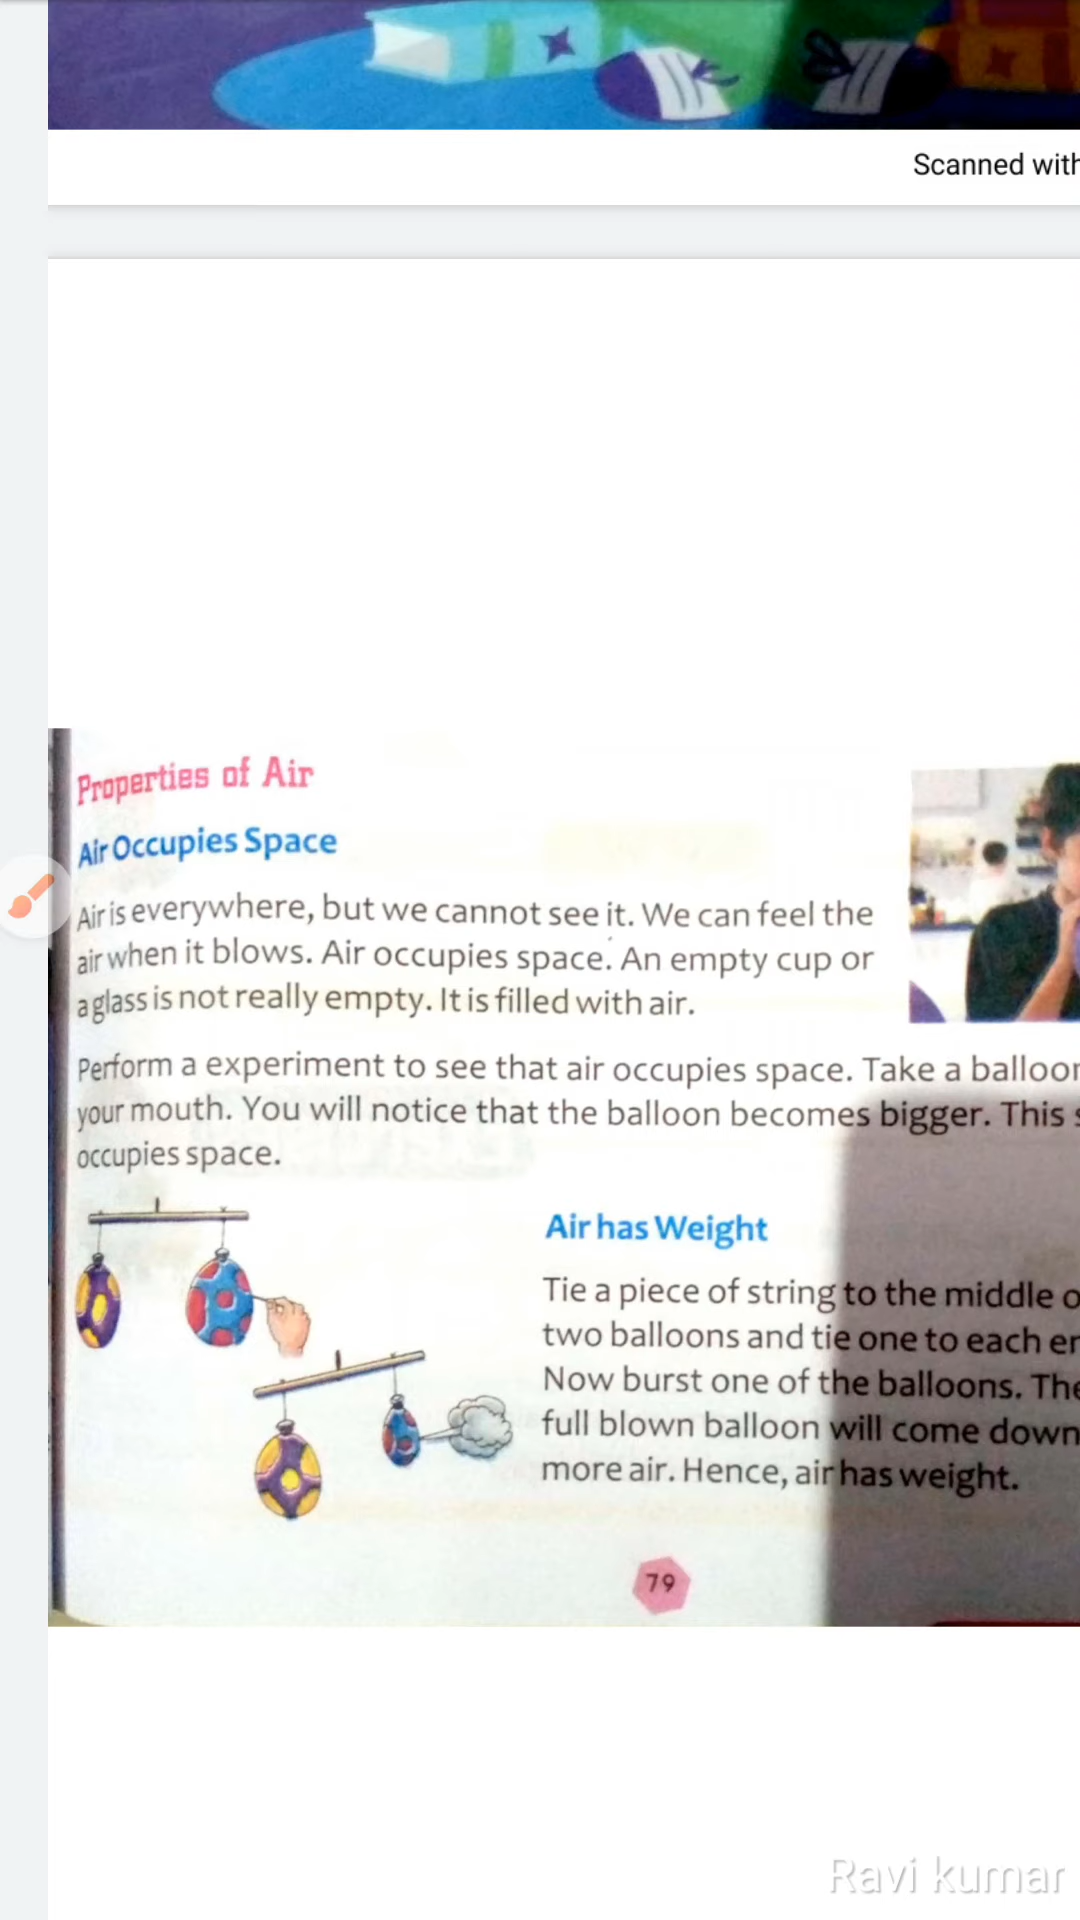 Scanned with
Properties of Air
Air Occupies Space
Air is everywhere, but we cannot see it. We can feel the
air when it blows. Air occupies space. An empty cup or
a glass is not really empty. It is filled with air.
Perform a experiment to see that air occupies space. Take a balloon
your mouth. You will notice that the balloon becomes bigger. This
occupies space.
Air has Weight
Tie a piece of string to the middle
two balloons and tie one to each
Now burst one of the balloons.
full blown balloon will come down
more air. Hence, air has weight.
79
Ravi kumar